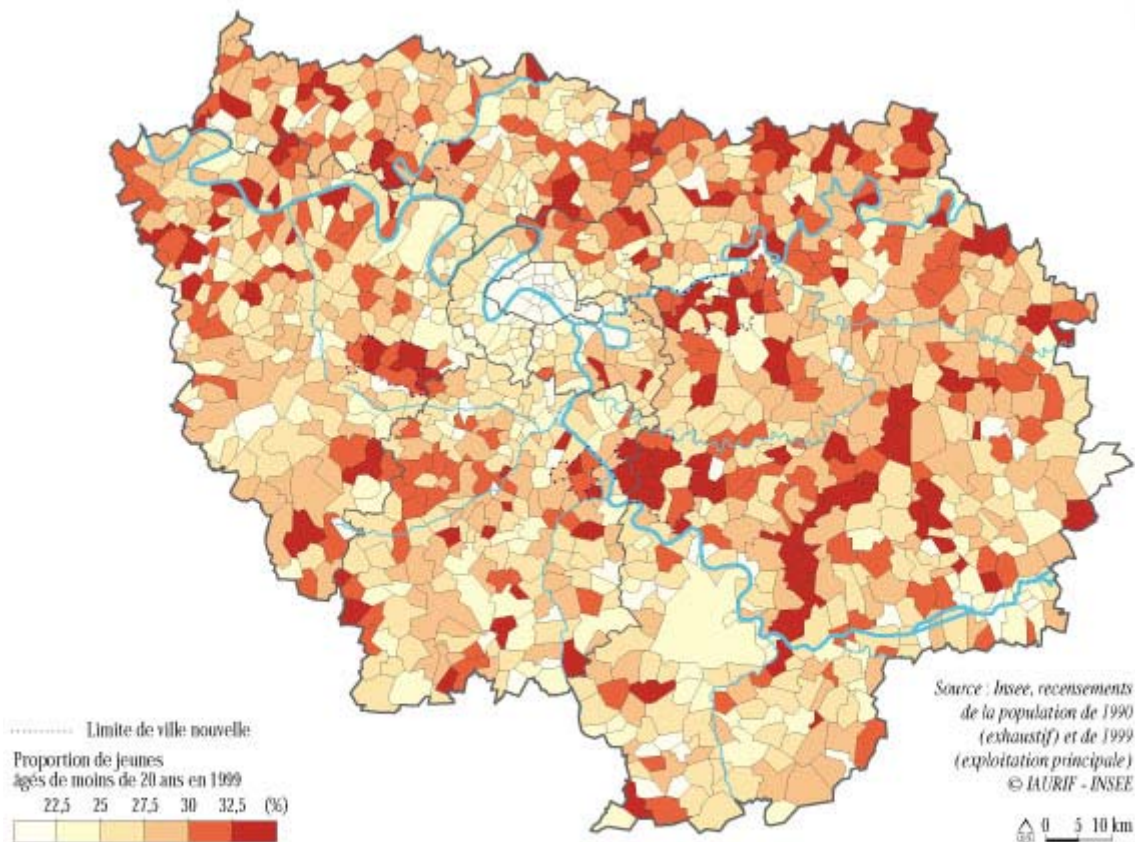 Source : Insee, recensements
de la population de 1990
(exhaustif) et de 1999
(exploitation principale)
© IAURIF - INSEE
Limite de ville nouvelle
Proportion de jeunes
âgés de moins de 20 ans en 1999
22,5 25 27,5 30 32,5 (%)
0 5 10 km